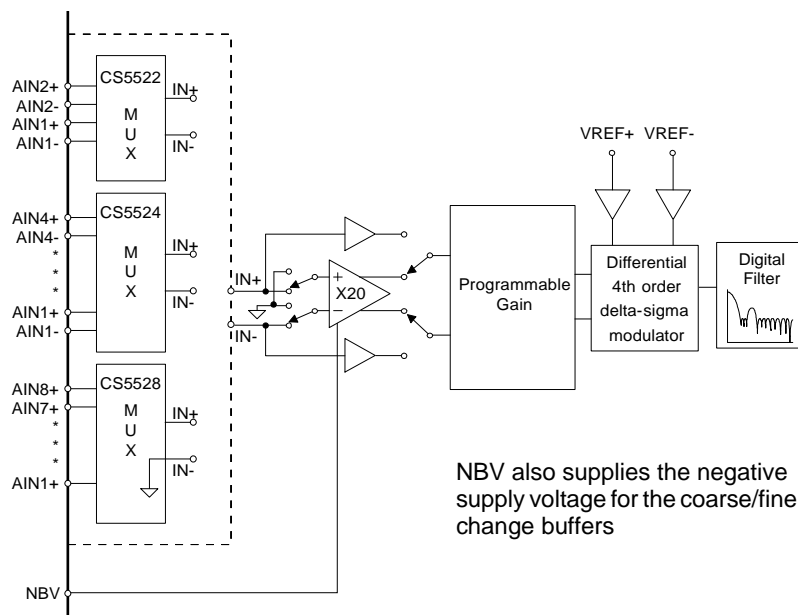 CS5522
AIN2+
AIN2-
AIN1+
AIN1-
M
U
X
IN+
IN-
CS5524
AIN4+
AIN4-
*
*
*
AIN1+
AIN1-
M
U
X
IN+
IN-
CS5528
AIN8+
AIN7+
*
*
*
AIN1+
M
U
X
IN+
IN-
NBV
IN+
IN-
+
X20
−
Programmable
Gain
VREF+ VREF-
Differential
4th order
delta-sigma
modulator
Digital
Filter
NBV also supplies the negative
supply voltage for the coarse/fine
change buffers